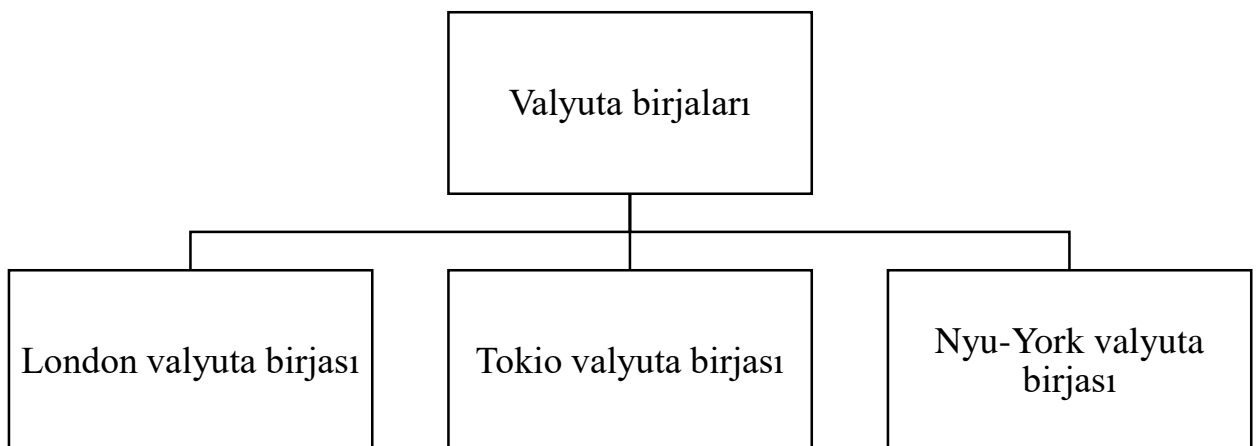 Valyuta birjaları
London valyuta birjası
Tokio valyuta birjası
Nyu-York valyuta
birjası